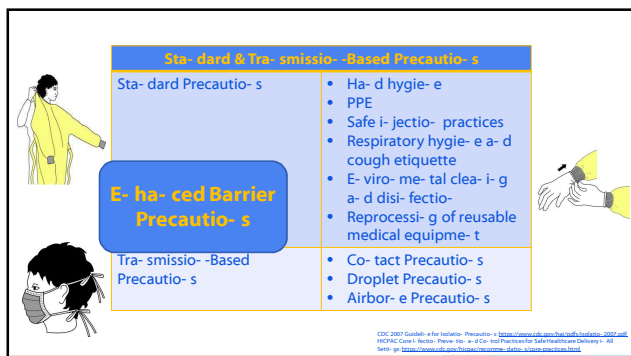 Sta- dard & Tra- smissio- -Based Precautio- s
Sta- dard Precautio- s
• Ha- d hygie- e
• PPE
• Safe i- jectio- practices
• Respiratory hygie- e a- d
cough etiquette
• E- viro- me- tal clea- i- g
a- d disi- fectio-
• Reprocessi- g of reusable
medical equipme- t
E- ha- ced Barrier
Precautio- s
Tra- smissio- -Based
Precautio- s
• Co- tact Precautio- s
• Droplet Precautio- s
• Airbor- e Precautio- s
CDC 2007 Guideli- e for Isolatio- Precautio- s: https://www.cdc.gov/hai/pdfs/isolatio- 2007.pdf
HICPAC Core I- fectio- Preve- tio- a- d Co- trol Practices for Safe Healthcare Delivery i- All
Setti- gs: https://www.cdc.gov/hicpac/recomme- datio- s/core-practices.html